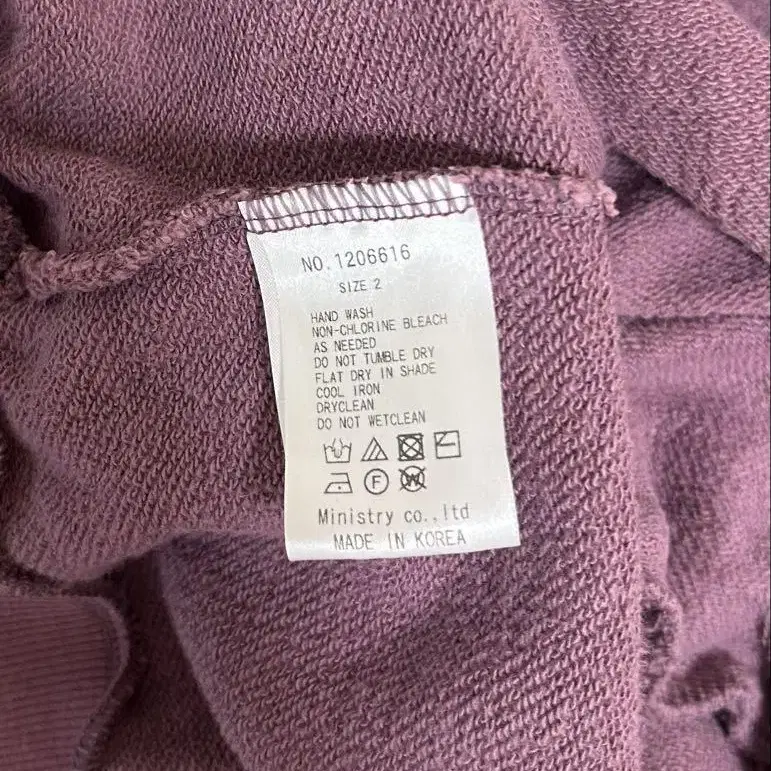 NO.1206616
SIZE 2
HAND WASH
NON-CHLORINE BLEACH
AS NEEDED
DO NOT TUMBLE DRY
FLAT DRY IN SHADE
COOL IRON
DRYCLEAN
DO NOT WETCLEAN
F W
Ministry co.,ltd
MADE IN KOREA